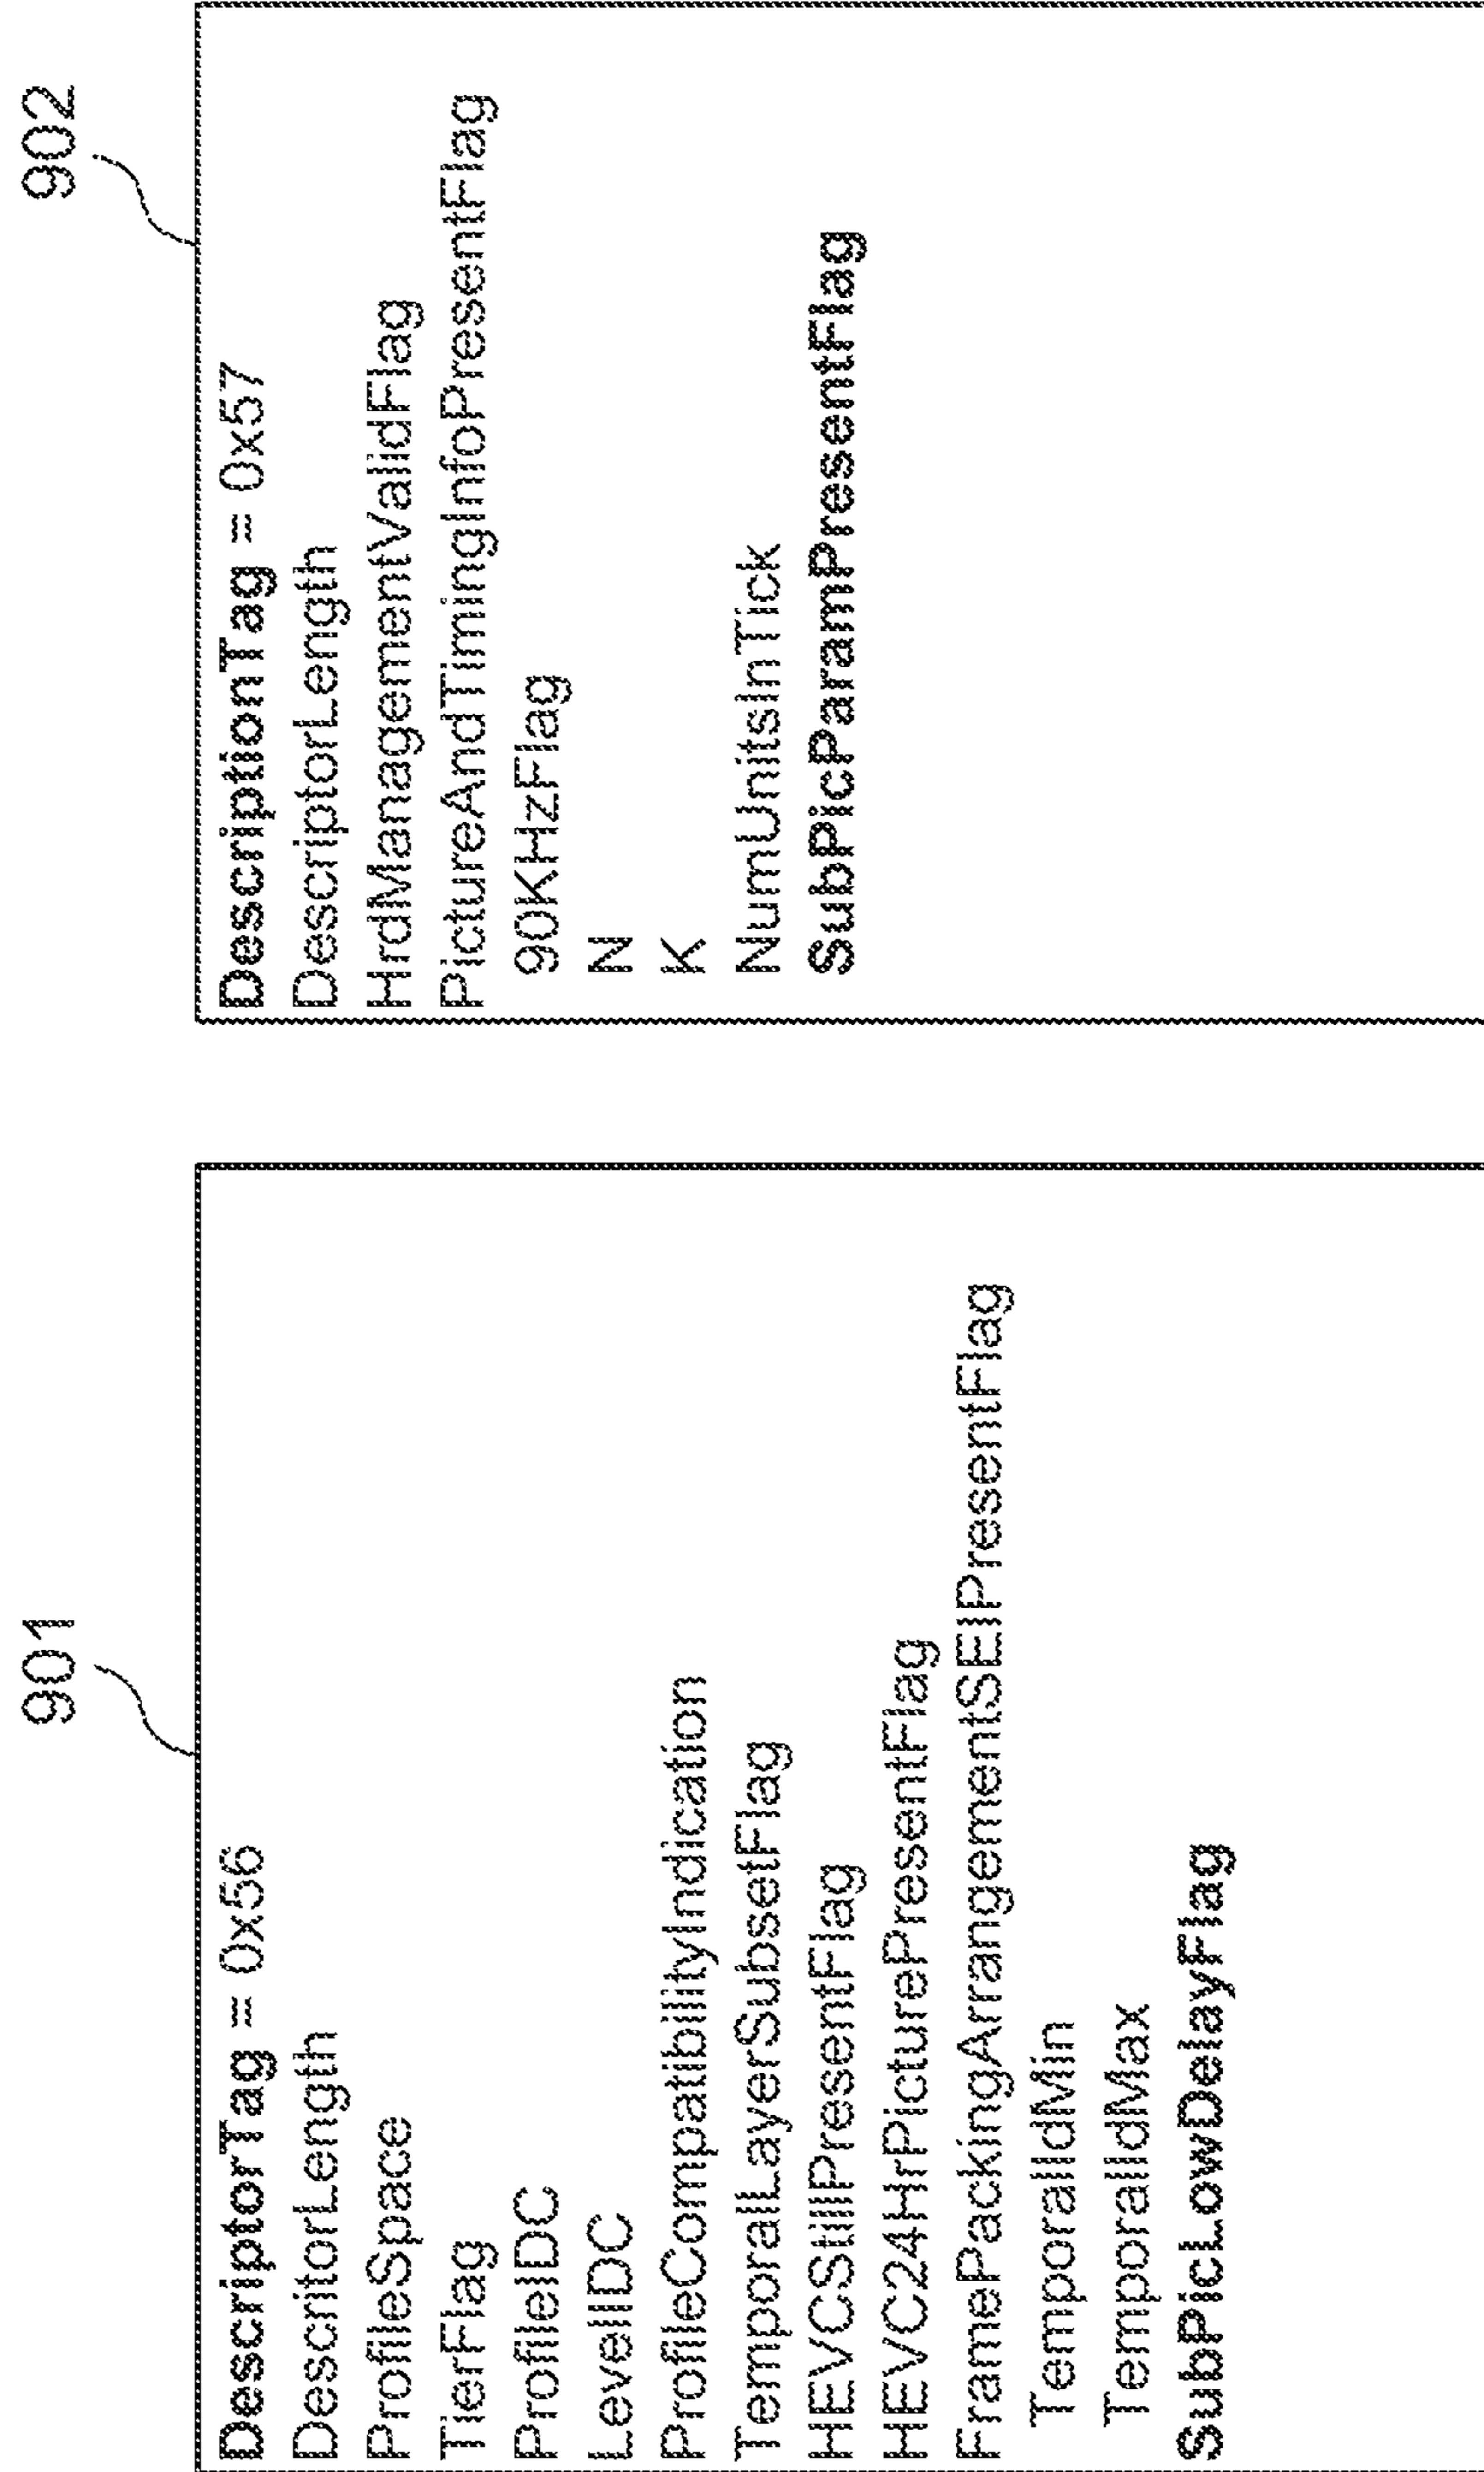 901
DescriptorTag = 0x56
DescritorLength
ProfileSpace
TierFlag
ProfileIDC
LevelIDC
ProfileCompatibilityIndication
TemporalLayerSubsetFlag
HEVCStillPresentFlag
HEVC24HrPicturePresentFlag
FramePackingArrangementSEIPresentFlag
TemporalIdMin
TemporalIdMax
SubPicLowDelayFlag
902
DescriptionTag = 0x57
DescriptorLength
HrdManagementValidFlag
PictureAndTimingInfoPresentFlag
90KHzFlag
N
K
NumUnitsInTick
SubPicParamPresentFlag